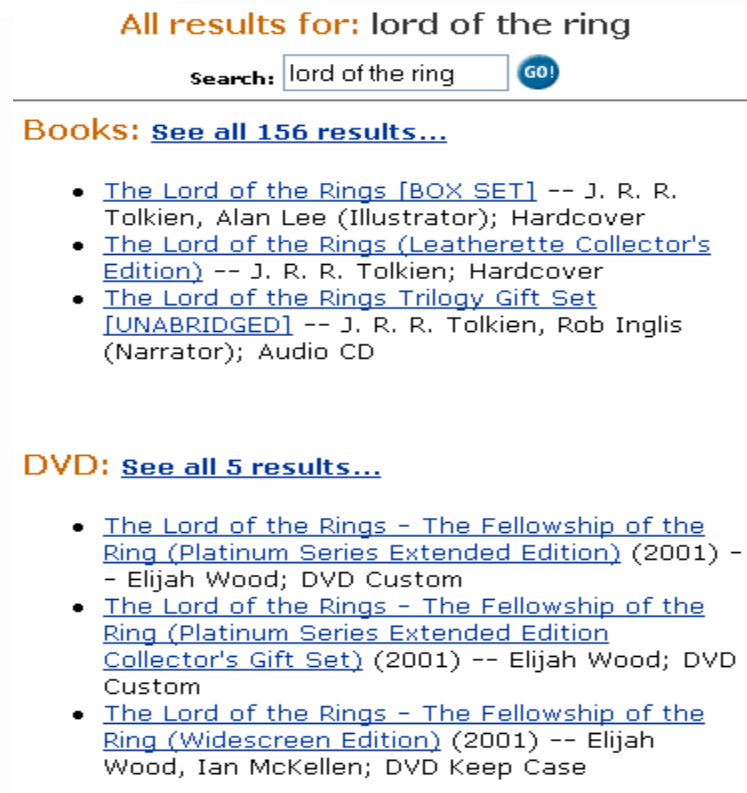 All results for: lord of the ring
Search: lord of the ring GO!
Books: See all 156 results...
• The Lord of the Rings [BOX SET] -- J. R. R.
Tolkien, Alan Lee (Illustrator); Hardcover
• The Lord of the Rings (Leatherette Collector's
Edition) -- J. R. R. Tolkien; Hardcover
• The Lord of the Rings Trilogy Gift Set
[UNABRIDGED] -- J. R. R. Tolkien, Rob Inglis
(Narrator); Audio CD
DVD: See all 5 results...
• The Lord of the Rings - The Fellowship of the
Ring (Platinum Series Extended Edition) (2001) -
- Elijah Wood; DVD Custom
• The Lord of the Rings - The Fellowship of the
Ring (Platinum Series Extended Edition
Collector's Gift Set) (2001) -- Elijah Wood; DVD
Custom
• The Lord of the Rings - The Fellowship of the
Ring (Widescreen Edition) (2001) -- Elijah
Wood, Ian McKellen; DVD Keep Case